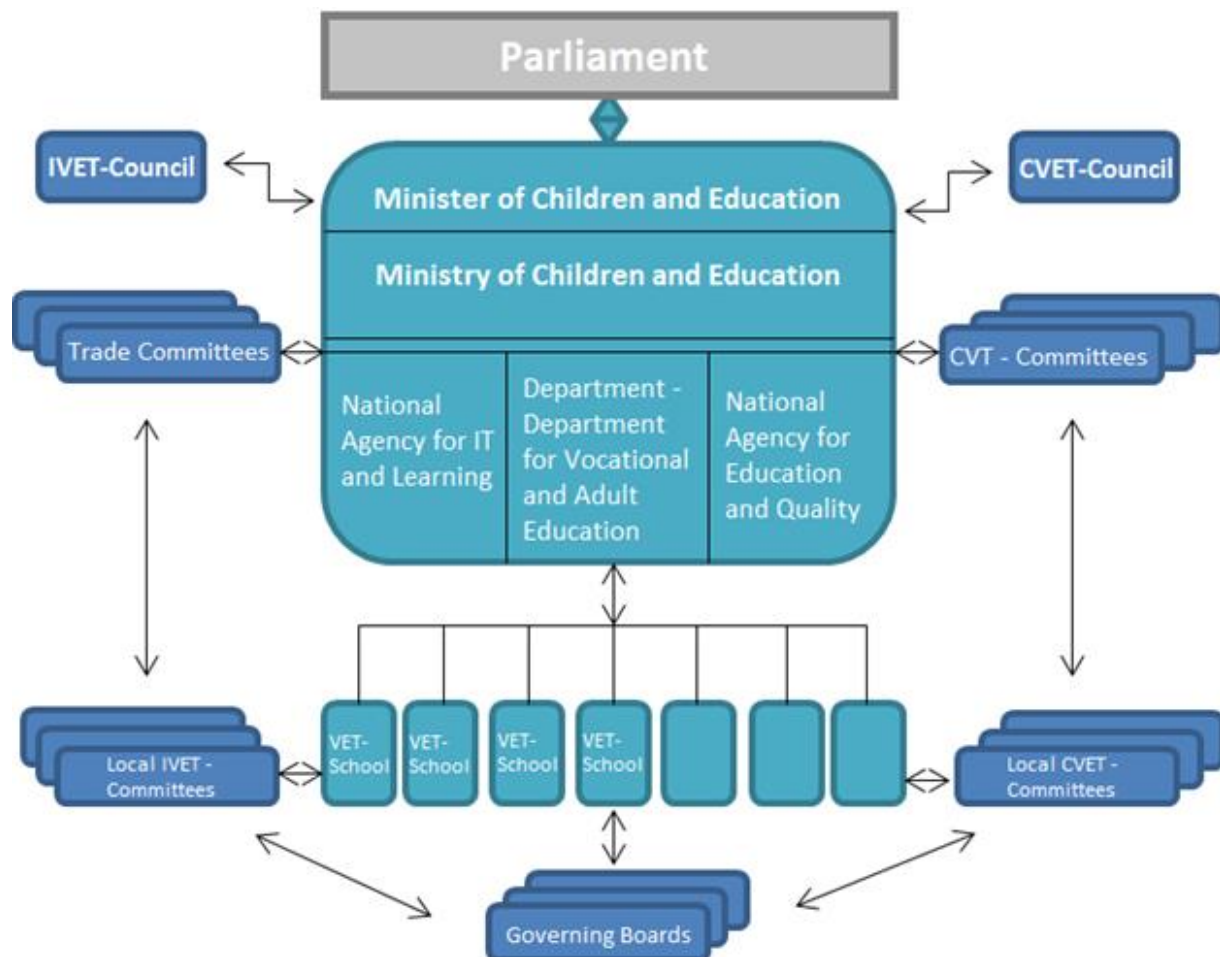 Parliament
IVET-Council
CVET-Council
Minister of Children and Education
Ministry of Children and Education
Trade Committees
CVT - Committees
National
Agency for IT
and Learning
Department -
Department
for Vocational
and Adult
Education
National
Agency for
Education
and Quality
VET-
School
VET-
School
VET-
School
VET-
School
Local IVET -
Committees
Local CVET -
Committees
Governing Boards